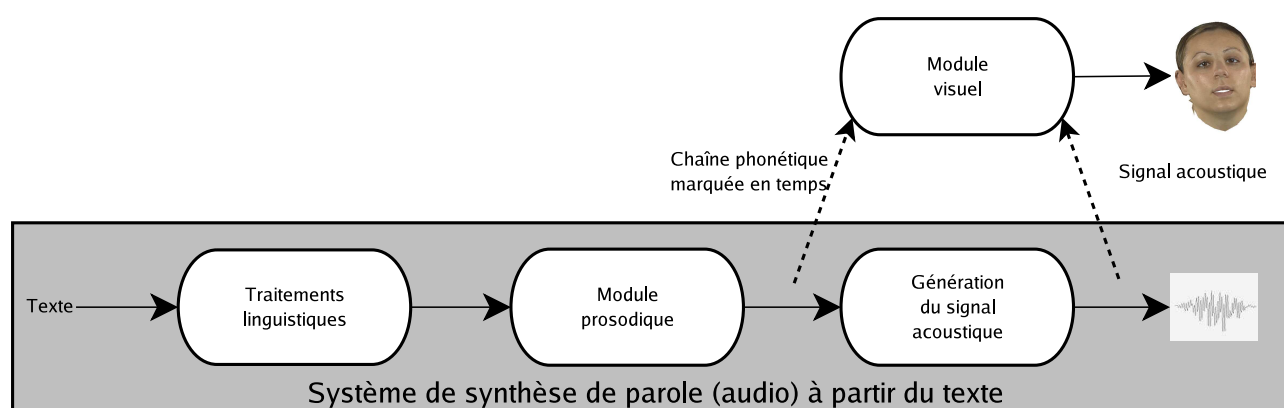 Module
visuel
Chaîne phonétique
marquée en temps
Signal acoustique
Texte
Traitements
linguistiques
Module
prosodique
Génération
du signal
acoustique
Système de synthèse de parole (audio) à partir du texte